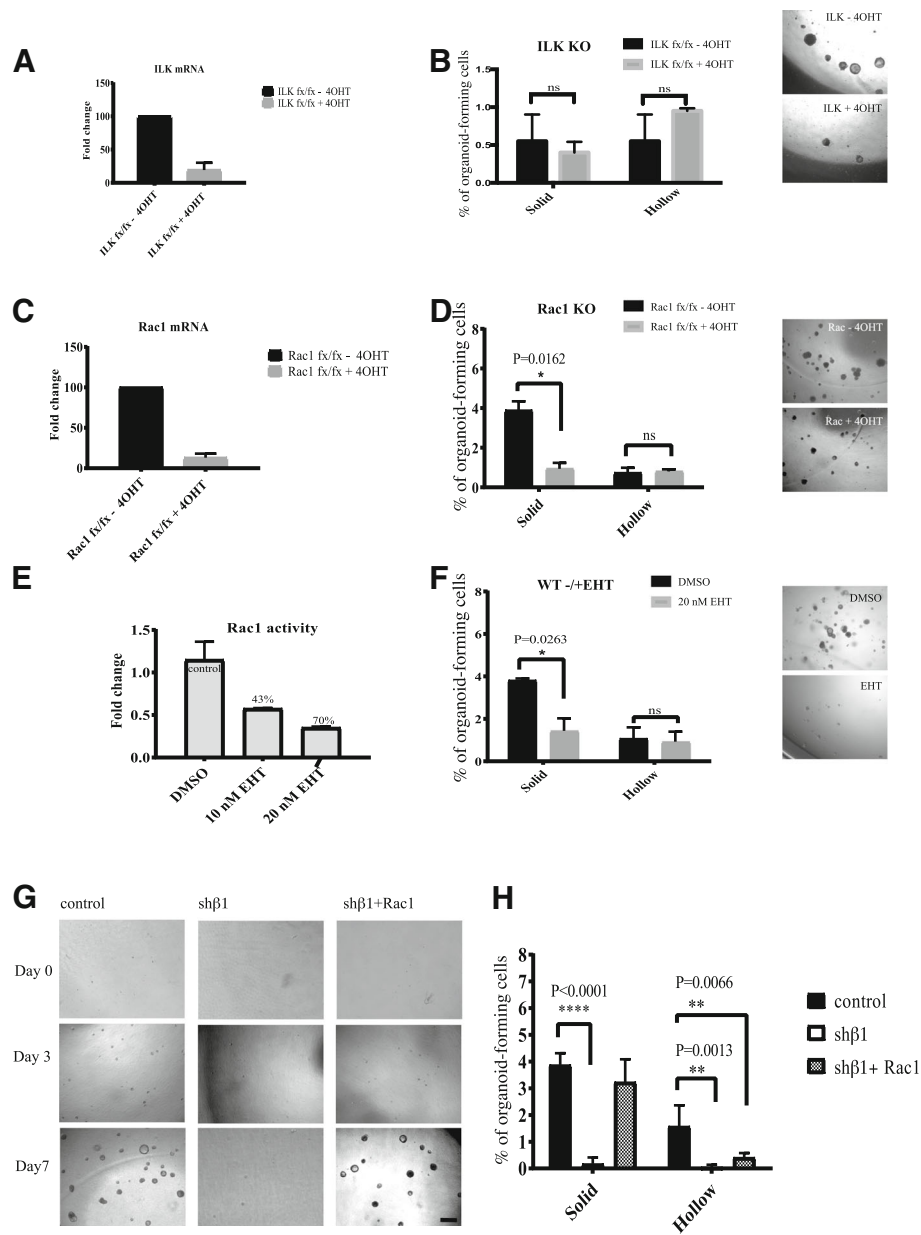 A
ILK mRNA
ILK fx/fx - 4OHT
ILK fx/fx + 4OHT
Fold change
150
100
50
0
ILK fx/fx - 4OHT
ILK fx/fx + 4OHT
B
ILK KO
ILK fx/fx - 4OHT
ILK fx/fx + 4OHT
% of organoid-forming cells
1.5
1.0
0.5
0.0
ns
ns
Solid
Hollow
ILK - 4OHT
ILK + 4OHT
C
Rac1 mRNA
Rac1 fx/fx - 4OHT
Rac1 fx/fx + 4OHT
Fold change
150
100
50
0
Rac1 fx/fx - 4OHT
Rac1 fx/fx + 4OHT
D
Rac1 KO
Rac1 fx/fx - 4OHT
Rac1 fx/fx + 4OHT
% of organoid-forming cells
8
6
4
2
0
P=0.0162
*
ns
Solid
Hollow
Rac - 4OHT
Rac + 4OHT
E
Rac1 activity
Fold change
1.5
1.0
0.5
0.0
control
43%
70%
DMSO
10 nM EHT
20 nM EHT
F
WT -/+EHT
DMSO
20 nM EHT
% of organoid-forming cells
8
6
4
2
0
P=0.0263
*
ns
Solid
Hollow
DMSO
EHT
G
control
shβ1
shβ1+Rac1
Day 0
Day 3
Day7
H
% of organoid-forming cells
8
7
6
5
4
3
2
1
0
P<0.0001
****
P=0.0066
**
P=0.0013
**
Solid
Hollow
control
shβ1
shβ1+ Rac1